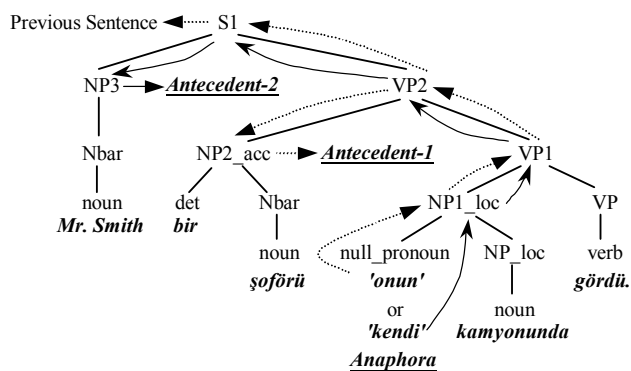 Previous Sentence S1
NP3 Antecedent-2 VP2
Nbar NP2_acc Antecedent-1 VP1
noun det Nbar NP1_loc VP
Mr. Smith bir
noun null_pronoun NP_loc verb
şoförü 'onun' gördü.
or noun
'kendi' kamyonunda
Anaphora